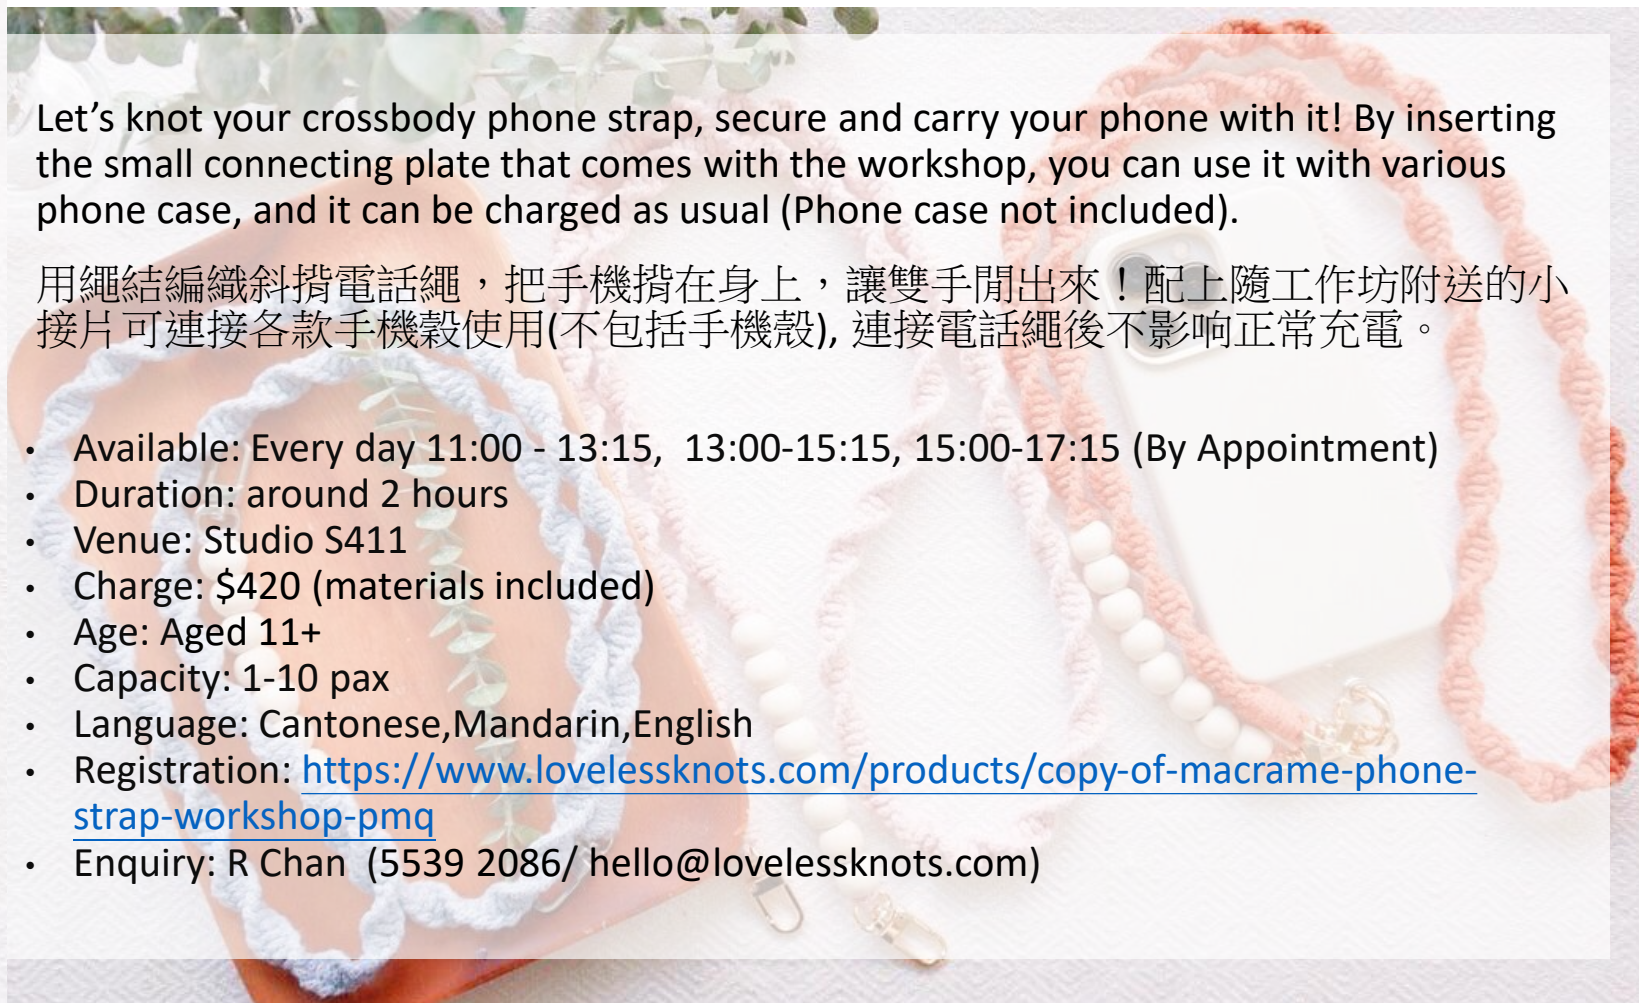 Let’s knot your crossbody phone strap, secure and carry your phone with it! By inserting
the small connecting plate that comes with the workshop, you can use it with various
phone case, and it can be charged as usual (Phone case not included).
用繩結編織斜揹電話繩，把手機揹在身上，讓雙手閒出來！配上隨工作坊附送的小
接片可連接各款手機穀使用(不包括手機殼), 連接電話繩後不影响正常充電。
• Available: Every day 11:00 - 13:15,  13:00-15:15, 15:00-17:15 (By Appointment)
• Duration: around 2 hours
• Venue: Studio S411
• Charge: $420 (materials included)
• Age: Aged 11+
• Capacity: 1-10 pax
• Language: Cantonese,Mandarin,English
• Registration: https://www.lovelessknots.com/products/copy-of-macrame-phone-
strap-workshop-pmq
• Enquiry: R Chan  (5539 2086/ hello@lovelessknots.com)